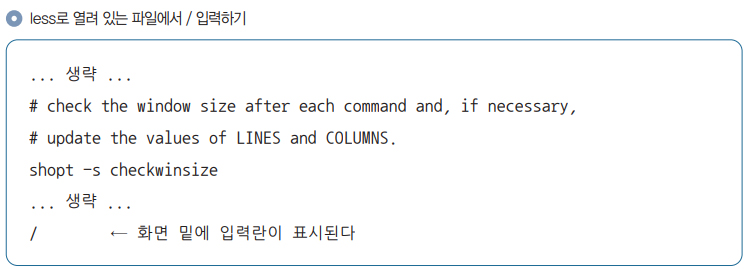 less로 열려 있는 파일에서 / 입력하기
... 생략 ...
# check the window size after each command and, if necessary,
# update the values of LINES and COLUMNS.
shopt -s checkwinsize
... 생략 ...
/ ← 화면 밑에 입력란이 표시된다